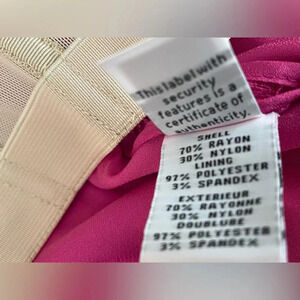 This label with
security
features is a
certificate of
authenticity.
SHELL
70% RAYON
30% NYLON
LINING
97% POLYESTER
3% SPANDEX
EXTERIEUR
70% RAYONNE
30% NYLON
DOUBLURE
97% POLYESTER
3% SPANDEX